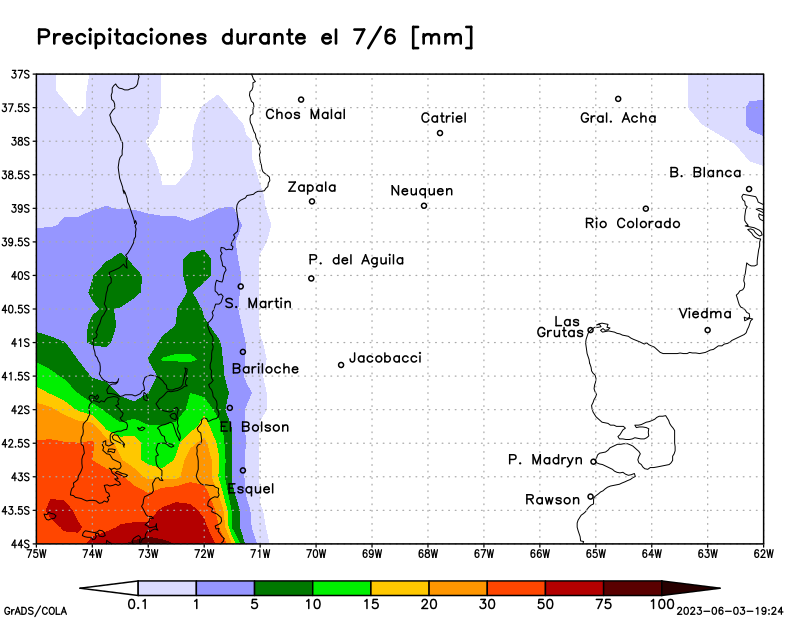 Precipitaciones durante el 7/6 [mm]
37S
37.5S
Chos Malal
Catriel
Gral. Acha
38S
38.5S
B. Blanca
Zapala
Neuquen
39S
Rio Colorado
39.5S
P. del Aguila
40S
S. Martin
40.5S
Las
Grutas
Viedma
41S
Bariloche
Jacobacci
41.5S
42S
El Bolson
42.5S
P. Madryn
43S
Esquel
Rawson
43.5S
44S
75W 74W 73W 72W 71W 70W 69W 68W 67W 66W 65W 64W 63W 62W
0.1 1 5 10 15 20 30 50 75 100
GrADS/COLA
2023-06-03-19:24